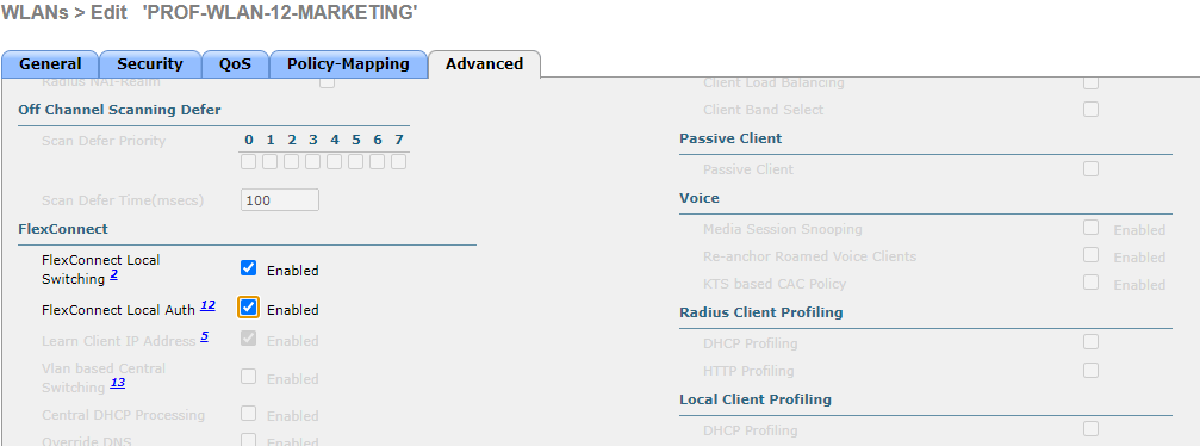 WLANs > Edit 'PROF-WLAN-12-MARKETING'
General Security QoS Policy-Mapping Advanced
Radius NAI-Realm
Off Channel Scanning Defer
Scan Defer Priority 0 1 2 3 4 5 6 7
Scan Defer Time(msecs) 100
FlexConnect
FlexConnect Local
Switching 2 Enabled
FlexConnect Local Auth 12 Enabled
Learn Client IP Address 5 Enabled
Vlan based Central
Switching 13 Enabled
Central DHCP Processing Enabled
Override DNS Enabled
Client Load Balancing
Client Band Select
Passive Client
Passive Client
Voice
Media Session Snooping Enabled
Re-anchor Roamed Voice Clients Enabled
KTS based CAC Policy Enabled
Radius Client Profiling
DHCP Profiling
HTTP Profiling
Local Client Profiling
DHCP Profiling